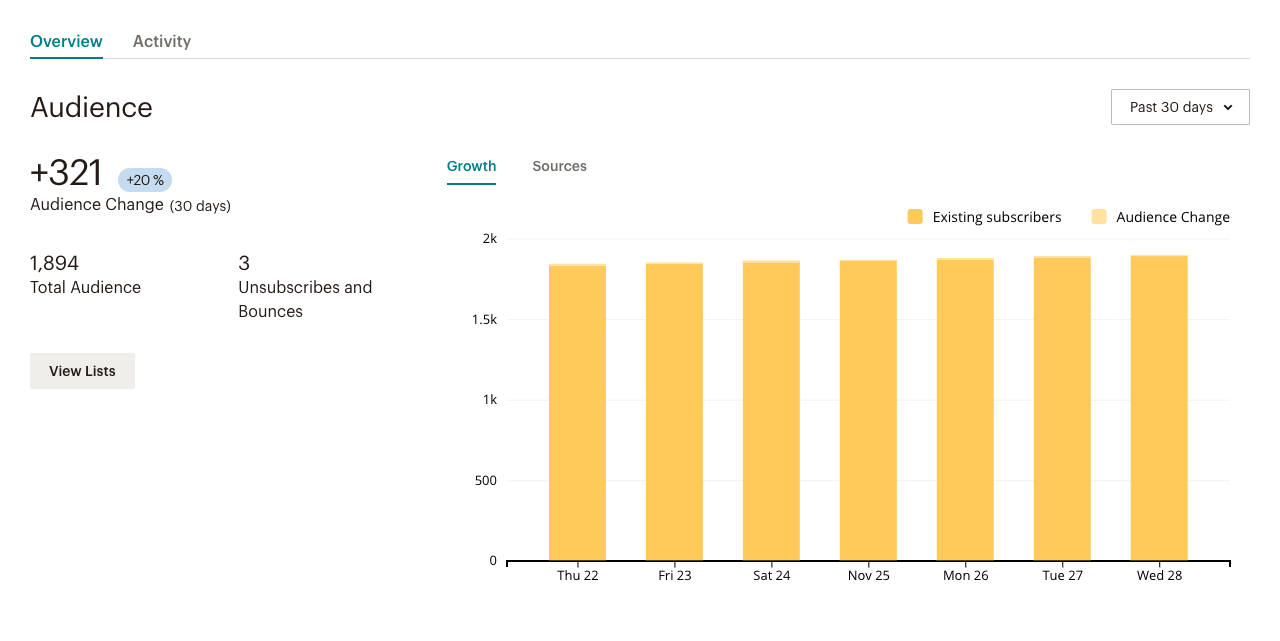 Overview Activity
Audience
Past 30 days
+321 +20 %
Audience Change (30 days)
1,894
Total Audience
3
Unsubscribes and
Bounces
View Lists
Growth Sources
Existing subscribers Audience Change
2k
1.5k
1k
500
0
Thu 22 Fri 23 Sat 24 Nov 25 Mon 26 Tue 27 Wed 28